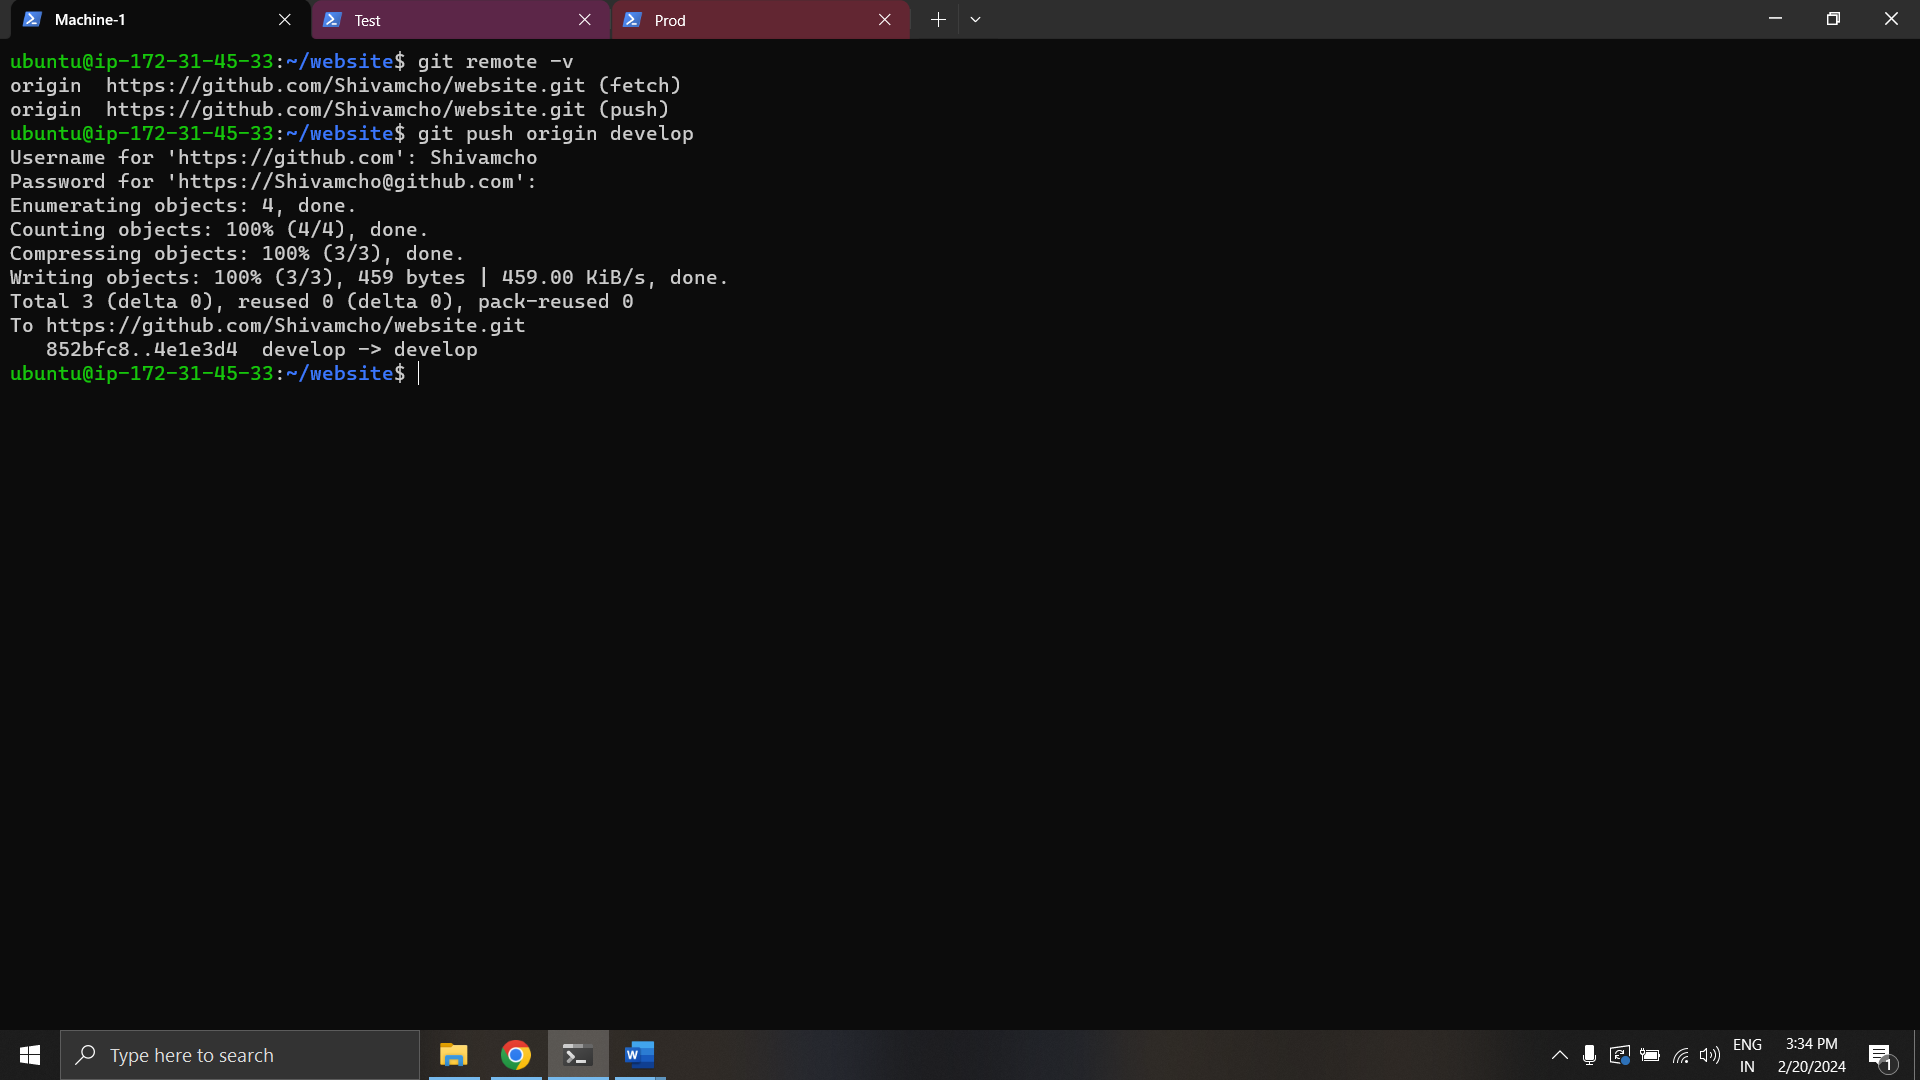 Machine-1
Test
Prod
ubuntu@ip-172-31-45-33:~/website$ git remote -v
origin  https://github.com/Shivamcho/website.git (fetch)
origin  https://github.com/Shivamcho/website.git (push)
ubuntu@ip-172-31-45-33:~/website$ git push origin develop
Username for 'https://github.com': Shivamcho
Password for 'https://Shivamcho@github.com':
Enumerating objects: 4, done.
Counting objects: 100% (4/4), done.
Compressing objects: 100% (3/3), done.
Writing objects: 100% (3/3), 459 bytes | 459.00 KiB/s, done.
Total 3 (delta 0), reused 0 (delta 0), pack-reused 0
To https://github.com/Shivamcho/website.git
   852bfc8..4e1e3d4  develop -> develop
ubuntu@ip-172-31-45-33:~/website$
Type here to search
W
ENG
IN
3:34 PM
2/20/2024
1